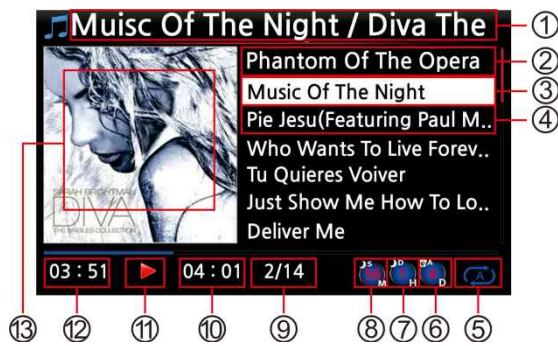 Muisc Of The Night / Diva The
①
Phantom Of The Opera
②
Music Of The Night
③
Pie Jesu(Featuring Paul M..
④
Who Wants To Live Forev..
Tu Quieres Voiver
Just Show Me How To Lo..
Deliver Me
SARAH BRIGHTMAN
DIVA
THE SINGLES COLLECTION
03 : 51
04 : 01
2/14
S
M
D
H
A
D
A
⑬ ⑫ ⑪ ⑩ ⑨ ⑧ ⑦ ⑥ ⑤